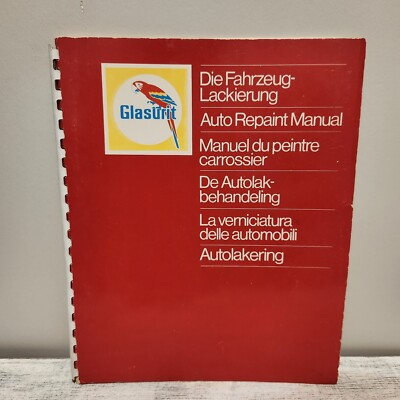 Glasurit
Die Fahrzeug-
Lackierung
Auto Repaint Manual
Manuel du peintre
carrossier
De Autolak-
behandeling
La verniciatura
delle automobili
Autolakering